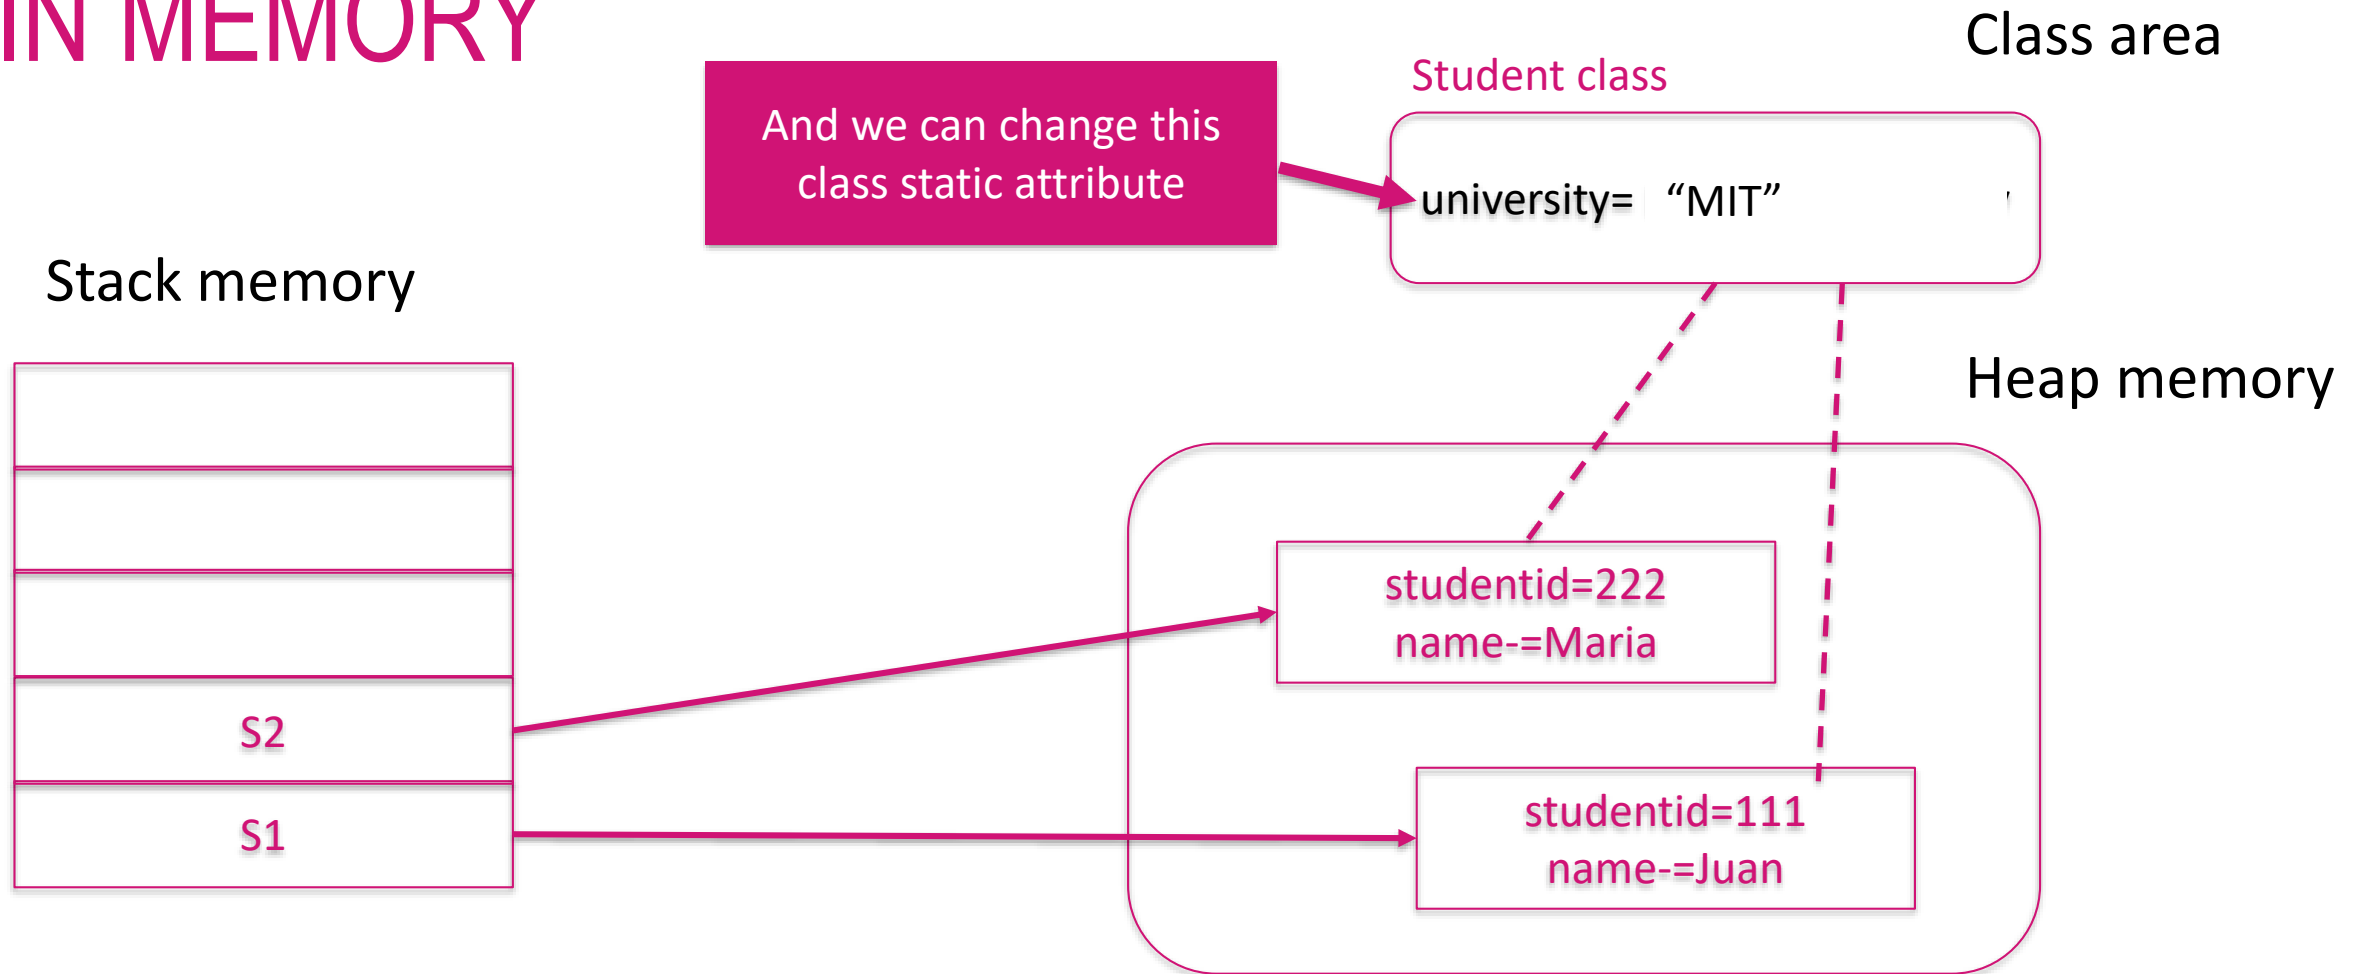 IN MEMORY
Class area
Student class
And we can change this
class static attribute
university= “MIT”
Stack memory
Heap memory
studentid=222
name-=Maria
S2
S1
studentid=111
name-=Juan